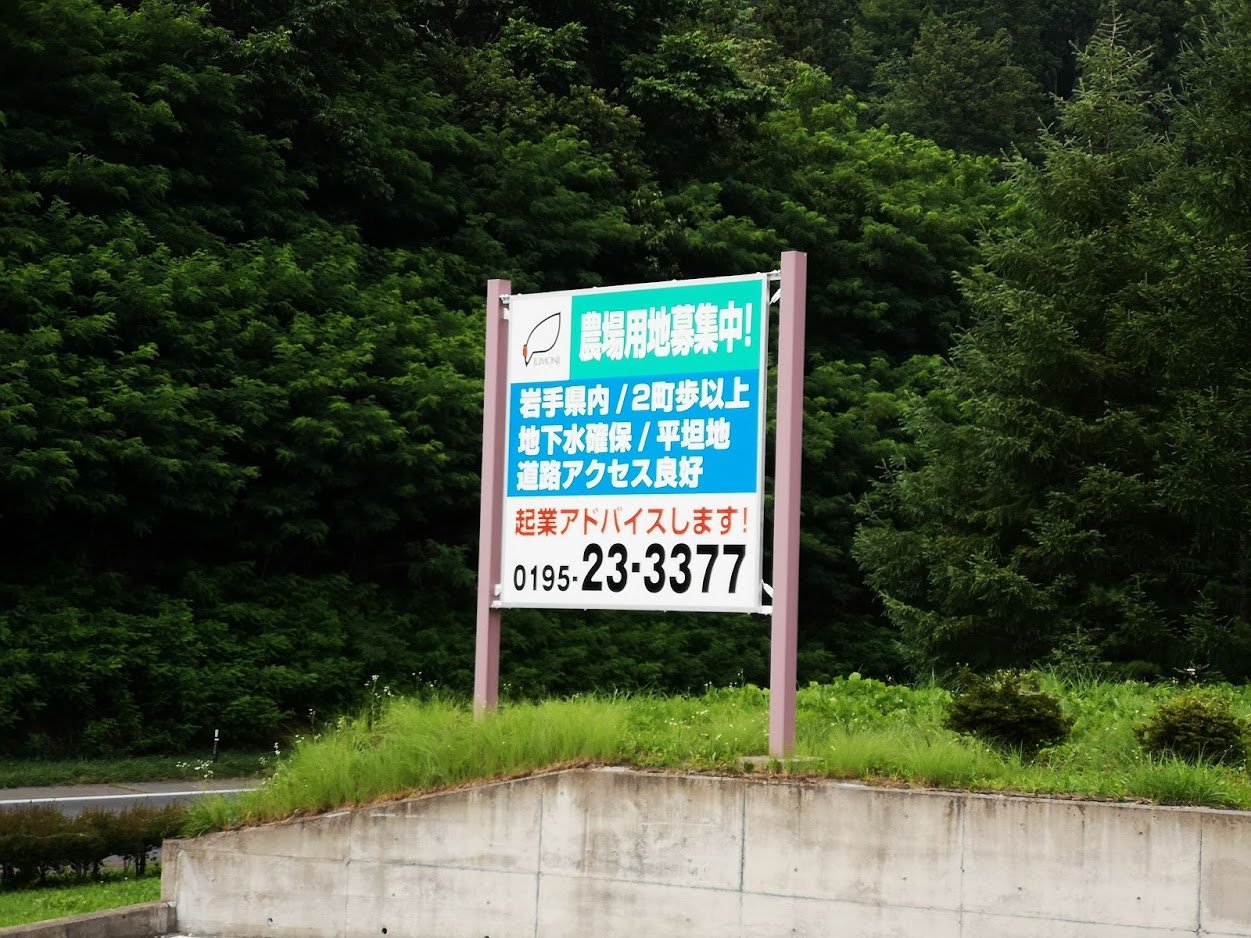 JUMONJI
農場用地募集中!
岩手県内/2町歩以上
地下水確保/平坦地
道路アクセス良好
起業アドバイスします!
0195-23-3377